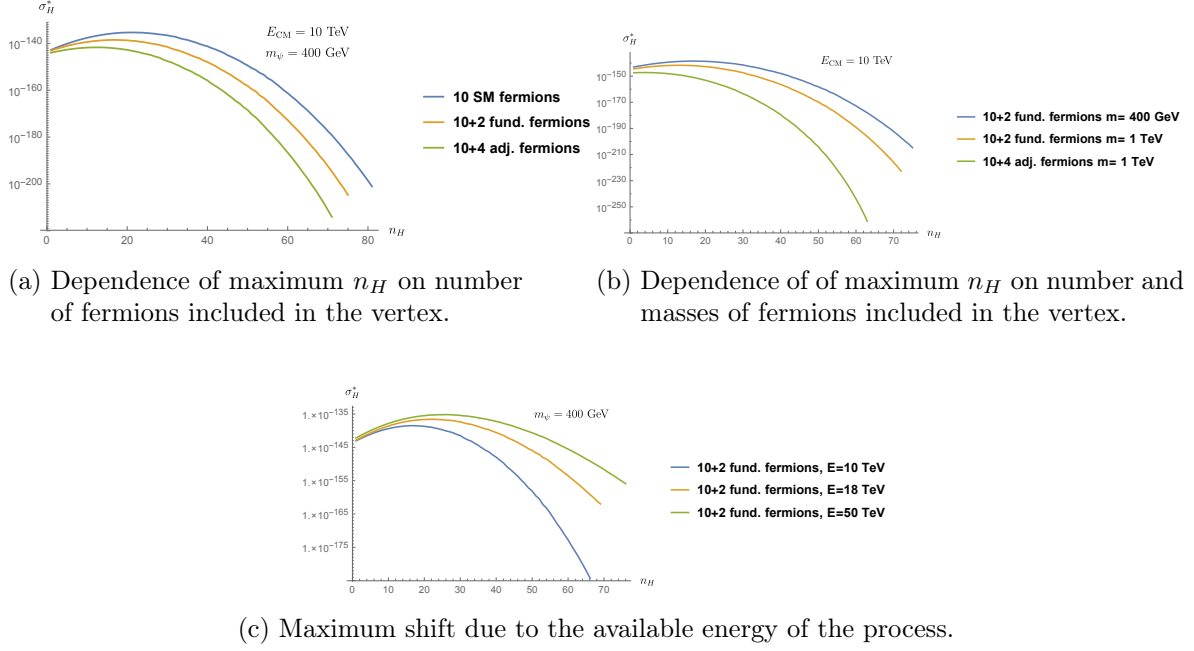 σ*H
E_CM = 10 TeV
m_ψ = 400 GeV
10⁻¹⁴⁰
10⁻¹⁶⁰
10⁻¹⁸⁰
10⁻²⁰⁰
0 20 40 60 80 n_H
10 SM fermions
10+2 fund. fermions
10+4 adj. fermions
(a) Dependence of maximum n_H on number
of fermions included in the vertex.
σ*H
E_CM = 10 TeV
10⁻¹⁵⁰
10⁻¹⁷⁰
10⁻¹⁹⁰
10⁻²¹⁰
10⁻²³⁰
10⁻²⁵⁰
0 10 20 30 40 50 60 70 n_H
10+2 fund. fermions m= 400 GeV
10+2 fund. fermions m= 1 TeV
10+4 adj. fermions m= 1 TeV
(b) Dependence of of maximum n_H on number and
masses of fermions included in the vertex.
σ*H
m_ψ = 400 GeV
1.×10⁻¹³⁵
1.×10⁻¹⁴⁵
1.×10⁻¹⁵⁵
1.×10⁻¹⁶⁵
1.×10⁻¹⁷⁵
0 10 20 30 40 50 60 70 n_H
10+2 fund. fermions, E=10 TeV
10+2 fund. fermions, E=18 TeV
10+2 fund. fermions, E=50 TeV
(c) Maximum shift due to the available energy of the process.